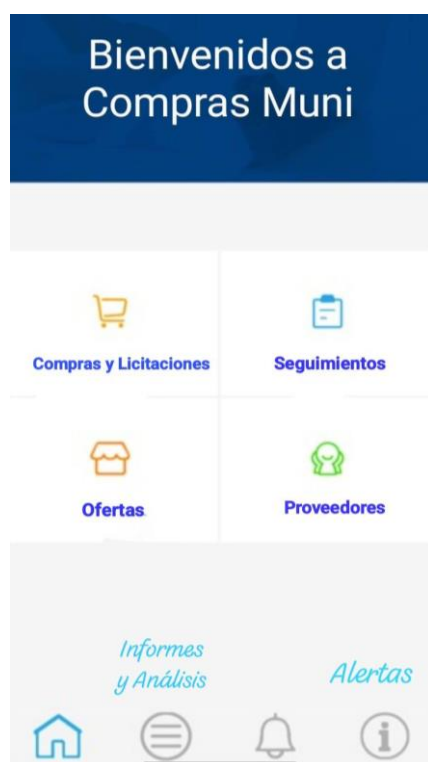 Bienvenidos a
Compras Muni
Compras y Licitaciones
Seguimientos
Ofertas
Proveedores
Informes
y Análisis
Alertas